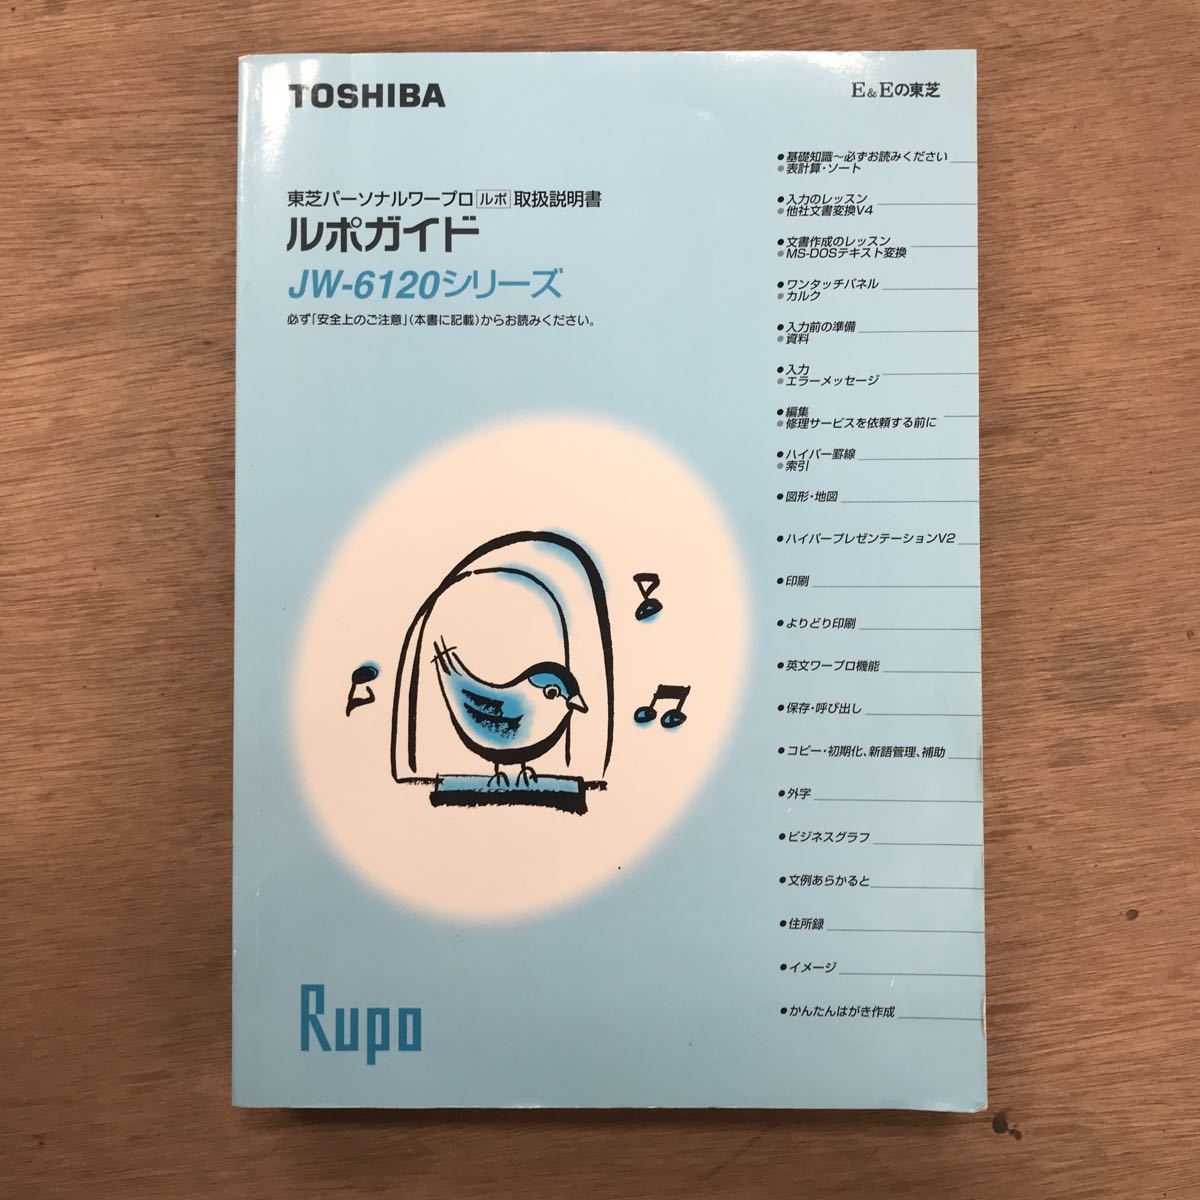 TOSHIBA
E&Eの東芝
東芝パーソナルワープロ ルポ 取扱説明書
ルポガイド
JW-6120シリーズ
必ず「安全上のご注意」(本書に記載)からお読みください。
●基礎知識～必ずお読みください
●表計算・ソート
●入力のレッスン
●他社文書変換V4
●文書作成のレッスン
●MS-DOSテキスト変換
●ワンタッチパネル
●カルク
●入力前の準備
●資料
●入力
●エラーメッセージ
●編集
●修理サービスを依頼する前に
●ハイパー罫線
●索引
●図形・地図
●ハイパープレゼンテーションV2
●印刷
●よりどり印刷
●英文ワープロ機能
●保存・呼び出し
●コピー・初期化、新語管理、補助
●外字
●ビジネスグラフ
●文例あらかると
●住所録
●イメージ
●かんたんはがき作成
Rupo